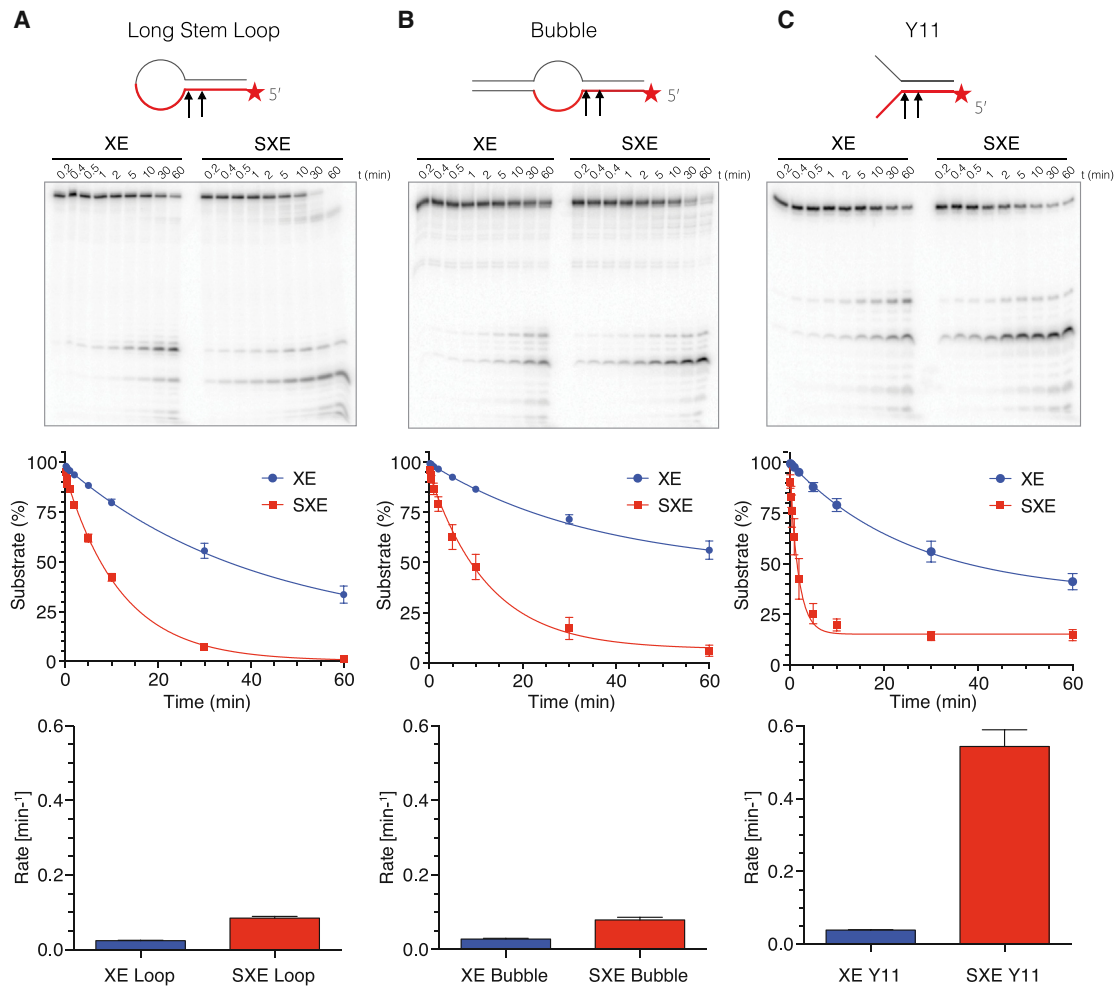 A
Long Stem Loop
5′
XE
SXE
0.2 0.4 0.5 1 2 5 10 30 60
0.2 0.4 0.5 1 2 5 10 30 60
t (min)
B
Bubble
5′
XE
SXE
0.2 0.4 0.5 1 2 5 10 30 60
0.2 0.4 0.4 1 2 5 10 30 60
t (min)
C
Y11
5′
XE
SXE
0.2 0.4 0.5 1 2 5 10 30 60
0.2 0.4 0.5 1 2 5 10 30 60
t (min)
Substrate (%)
100
75
50
25
0
0 20 40 60
Time (min)
XE
SXE
Substrate (%)
100
75
50
25
0
0 20 40 60
Time (min)
XE
SXE
Substrate (%)
100
75
50
25
0
0 20 40 60
Time (min)
XE
SXE
Rate [min-¹]
0.6
0.4
0.2
0.0
XE Loop SXE Loop
Rate [min-¹]
0.6
0.4
0.2
0.0
XE Bubble SXE Bubble
Rate [min-¹]
0.6
0.4
0.2
0.0
XE Y11 SXE Y11